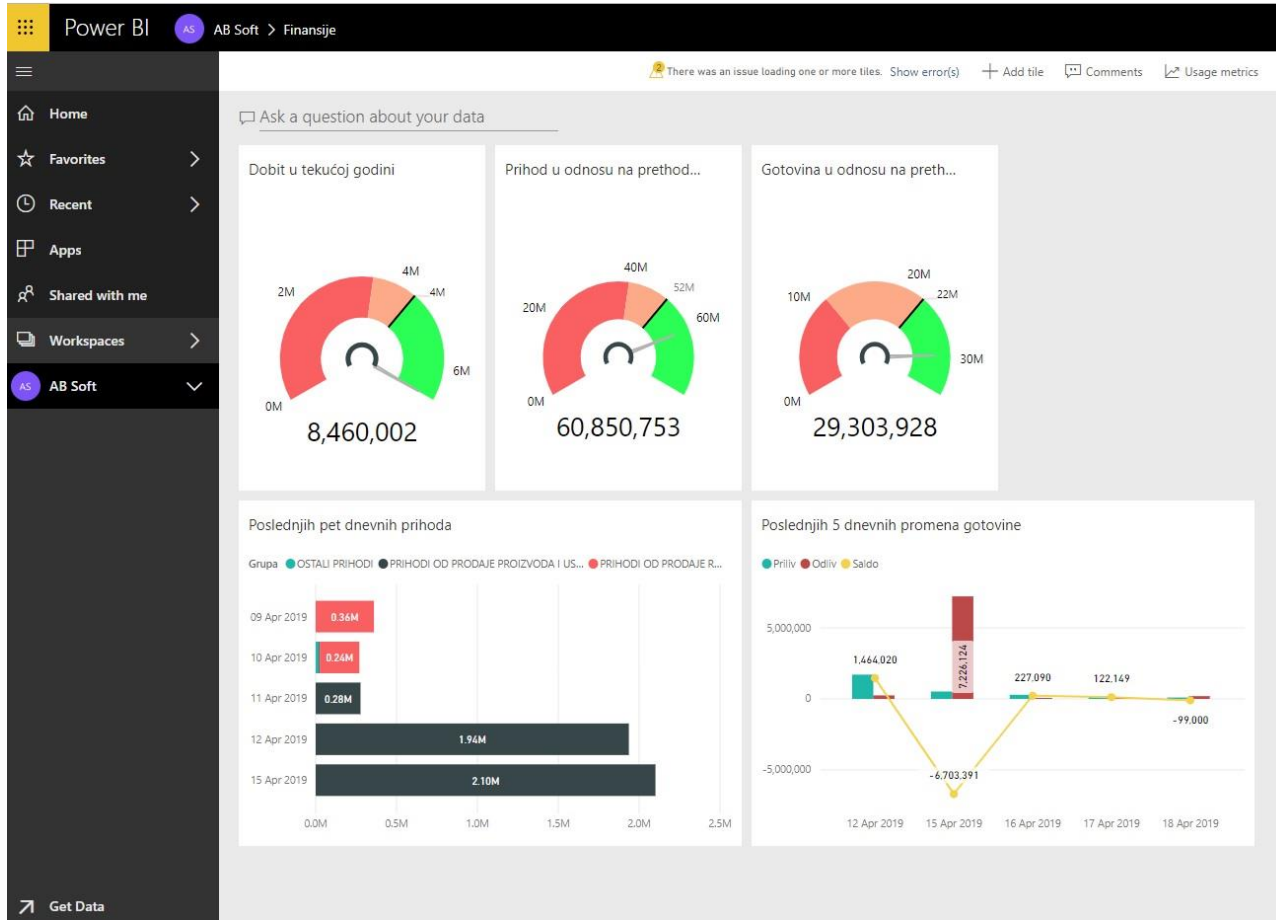 Power BI AS AB Soft > Finansije
2 There was an issue loading one or more tiles. Show error(s) + Add tile Comments Usage metrics
Home
Favorites
Recent
Apps
Shared with me
Workspaces
AS AB Soft
Get Data
Ask a question about your data
Dobit u tekućoj godini
0M
2M
4M
4M
6M
8,460,002
Prihod u odnosu na prethod...
0M
20M
40M
52M
60M
60,850,753
Gotovina u odnosu na preth...
0M
10M
20M
22M
30M
29,303,928
Poslednjih pet dnevnih prihoda
Grupa OSTALI PRIHODI PRIHODI OD PRODAJE PROIZVODA I US... PRIHODI OD PRODAJE R...
09 Apr 2019 0.36M
10 Apr 2019 0.24M
11 Apr 2019 0.28M
12 Apr 2019 1.94M
15 Apr 2019 2.10M
0.0M 0.5M 1.0M 1.5M 2.0M 2.5M
Poslednjih 5 dnevnih promena gotovine
Priliv Odliv Saldo
5,000,000
0
-5,000,000
1,464,020
7,226,124
-6,703,391
227,090
122,149
-99,000
12 Apr 2019 15 Apr 2019 16 Apr 2019 17 Apr 2019 18 Apr 2019